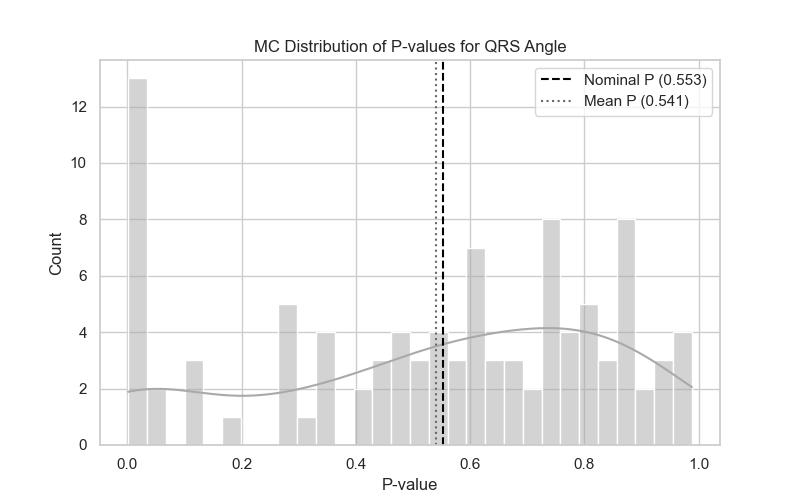 MC Distribution of P-values for QRS Angle
Nominal P (0.553)
Mean P (0.541)
Count
12
10
8
6
4
2
0
0.0 0.2 0.4 0.6 0.8 1.0
P-value